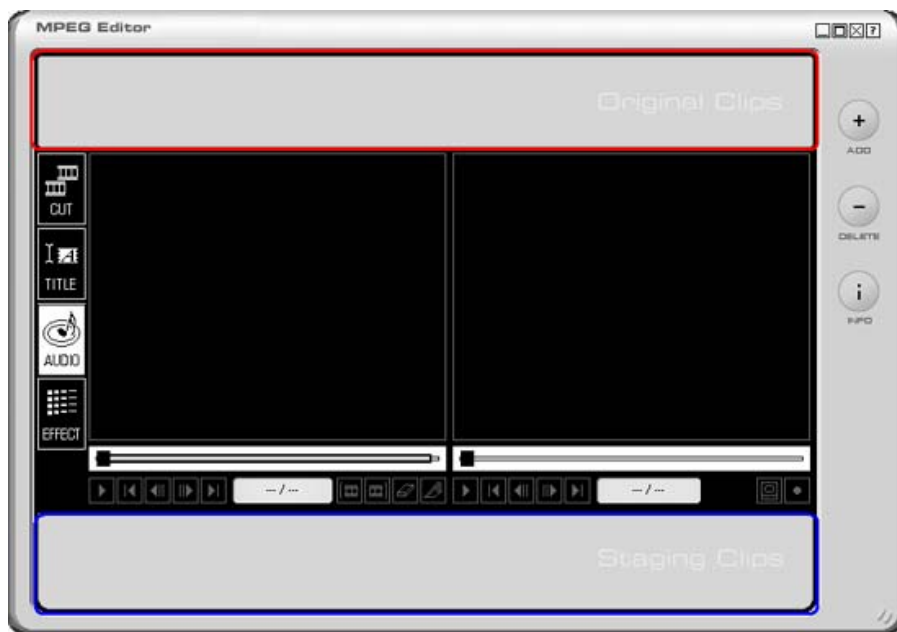 MPEG Editor
Original Clips
ADD
CUT
DELETE
TITLE
INFO
AUDIO
EFFECT
-- / --- 
-- / ---
Staging Clips